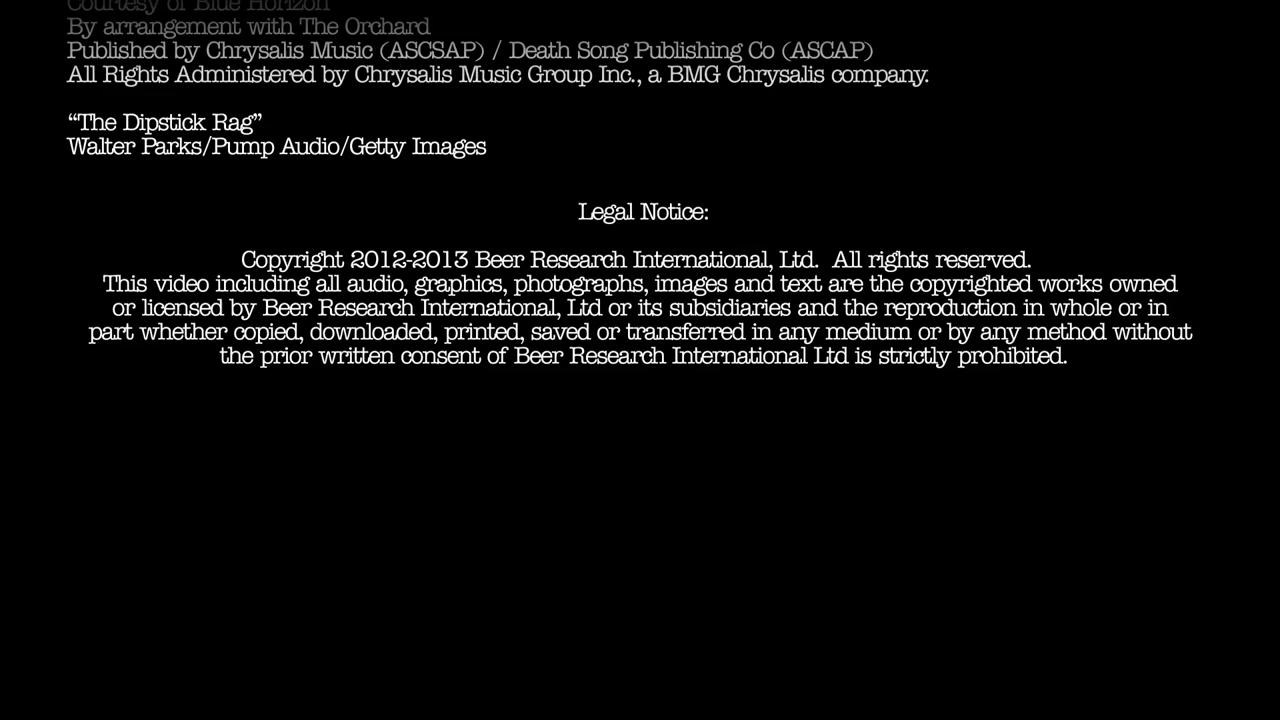 Courtesy of Blue Horizon
By arrangement with The Orchard
Published by Chrysalis Music (ASCSAP) / Death Song Publishing Co (ASCAP)
All Rights Administered by Chrysalis Music Group Inc., a BMG Chrysalis company.
“The Dipstick Rag”
Walter Parks/Pump Audio/Getty Images
Legal Notice:
Copyright 2012-2013 Beer Research International, Ltd.  All rights reserved.
This video including all audio, graphics, photographs, images and text are the copyrighted works owned
or licensed by Beer Research International, Ltd or its subsidiaries and the reproduction in whole or in
part whether copied, downloaded, printed, saved or transferred in any medium or by any method without
the prior written consent of Beer Research International Ltd is strictly prohibited.